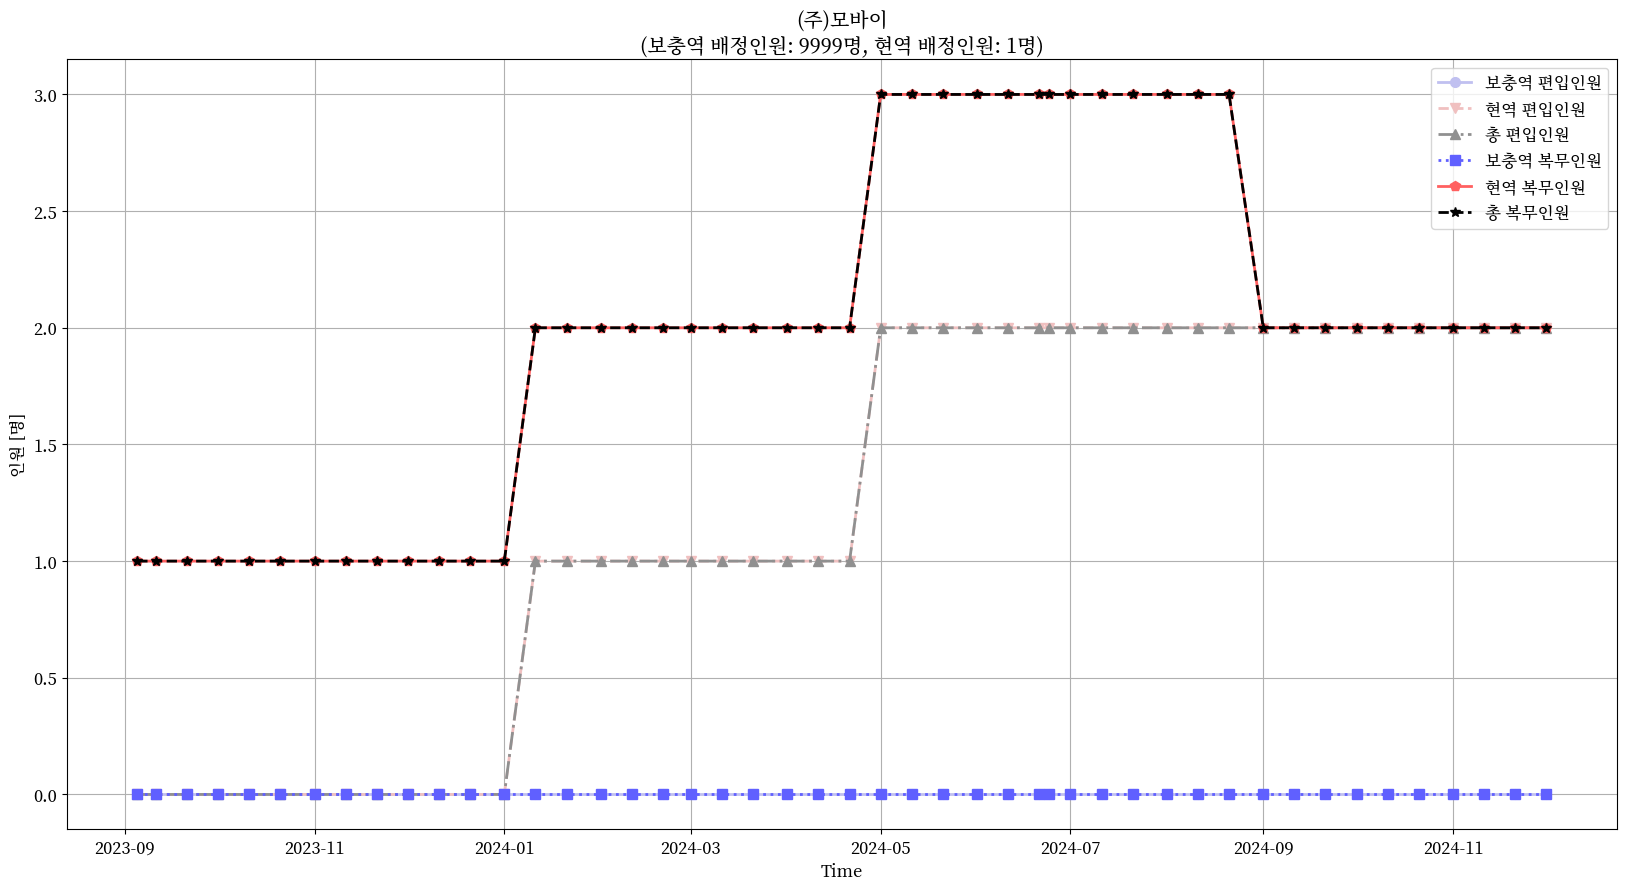 (주)모바이
(보충역 배정인원: 9999명, 현역 배정인원: 1명)
보충역 편입인원
현역 편입인원
총 편입인원
보충역 복무인원
현역 복무인원
총 복무인원
인원 [명]
3.0
2.5
2.0
1.5
1.0
0.5
0.0
2023-09 2023-11 2024-01 2024-03 2024-05 2024-07 2024-09 2024-11
Time